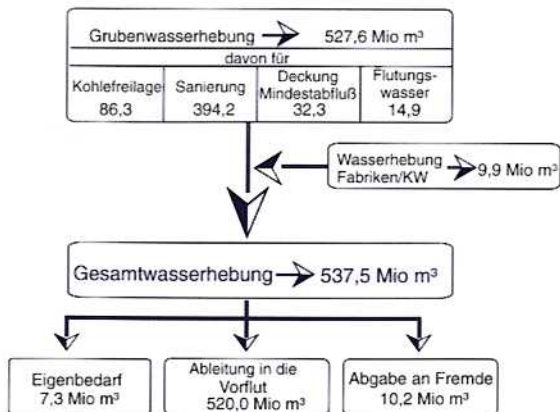 Grubenwasserhebung 527,6 Mio m³
davon für
Kohlefreilage
86,3
Sanierung
394,2
Deckung
Mindestabfluß
32,3
Flutungs-
wasser
14,9
Wasserhebung
Fabriken/KW
9,9 Mio m³
Gesamtwasserhebung 537,5 Mio m³
Eigenbedarf
7,3 Mio m³
Ableitung in die
Vorflut
520,0 Mio m³
Abgabe an Fremde
10,2 Mio m³